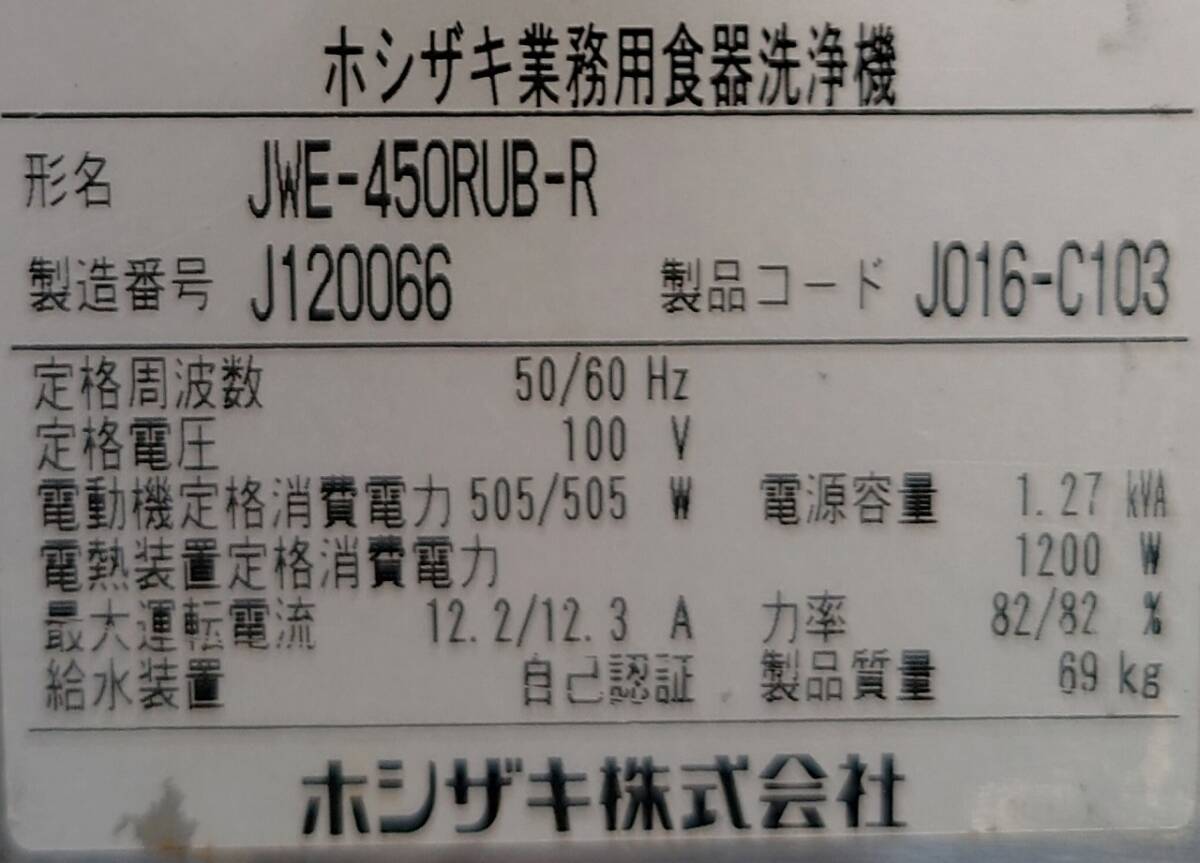 ホシザキ業務用食器洗浄機
形名 JWE-450RUB-R
製造番号 J120066 製品コード J016-C103
定格周波数 50/60 Hz
定格電圧 100 V
電動機定格消費電力 505/505 W 電源容量 1.27 kVA
電熱装置定格消費電力 1200 W
最大運転電流 12.2/12.3 A 力率 82/82 %
給水装置 自己認証 製品質量 69 kg
ホシザキ株式会社